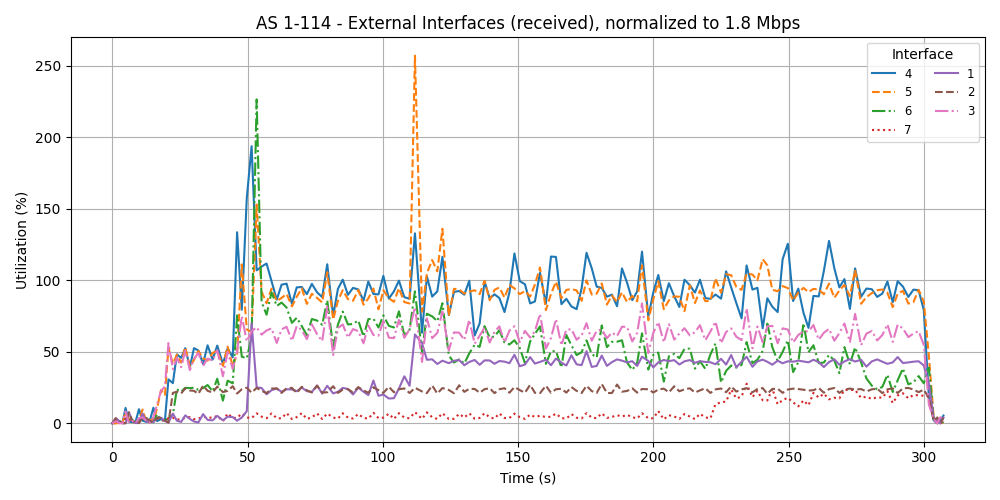 AS 1-114 - External Interfaces (received), normalized to 1.8 Mbps
Utilization (%)
250
200
150
100
50
0
0 50 100 150 200 250 300
Time (s)
Interface
4 1
5 2
6 3
7